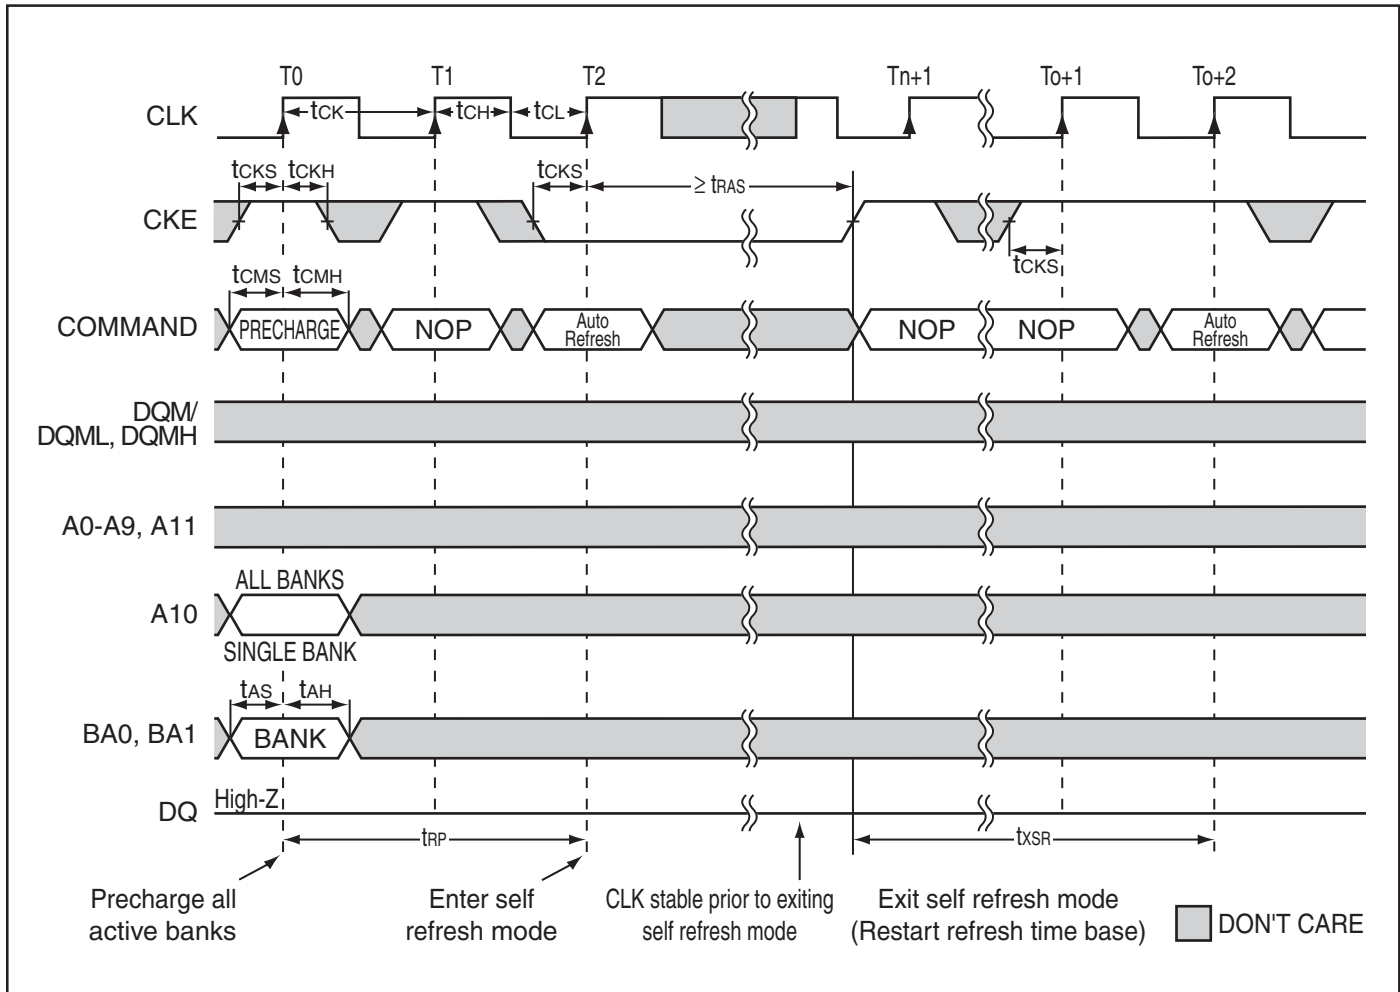 T0 T1 T2 Tn+1 To+1 To+2
CLK tCK tCH tCL
tCKS tCKH tCKS ≥ tRAS
CKE
tCKS
tCMS tCMH
COMMAND PRECHARGE NOP Auto Refresh NOP NOP Auto Refresh
DQM/
DQML, DQMH
A0-A9, A11
ALL BANKS
A10
SINGLE BANK
tAS tAH
BA0, BA1 BANK
High-Z
DQ
tRP tXSR
Precharge all
active banks
Enter self
refresh mode
CLK stable prior to exiting
self refresh mode
Exit self refresh mode
(Restart refresh time base)
DON'T CARE